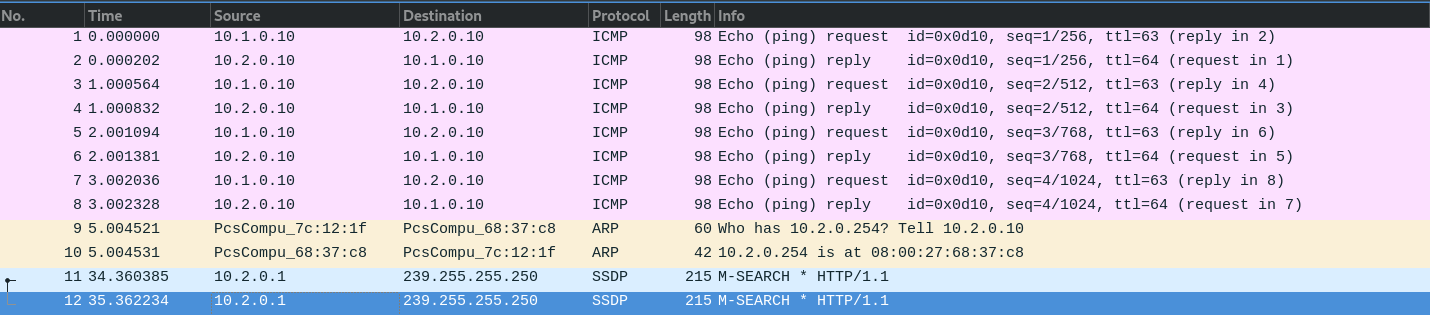 No. Time Source Destination Protocol Length Info
1 0.000000 10.1.0.10 10.2.0.10 ICMP 98 Echo (ping) request id=0x0d10, seq=1/256, ttl=63 (reply in 2)
2 0.000202 10.2.0.10 10.1.0.10 ICMP 98 Echo (ping) reply id=0x0d10, seq=1/256, ttl=64 (request in 1)
3 1.000564 10.1.0.10 10.2.0.10 ICMP 98 Echo (ping) request id=0x0d10, seq=2/512, ttl=63 (reply in 4)
4 1.000832 10.2.0.10 10.1.0.10 ICMP 98 Echo (ping) reply id=0x0d10, seq=2/512, ttl=64 (request in 3)
5 2.001094 10.1.0.10 10.2.0.10 ICMP 98 Echo (ping) request id=0x0d10, seq=3/768, ttl=63 (reply in 6)
6 2.001381 10.2.0.10 10.1.0.10 ICMP 98 Echo (ping) reply id=0x0d10, seq=3/768, ttl=64 (request in 5)
7 3.002036 10.1.0.10 10.2.0.10 ICMP 98 Echo (ping) request id=0x0d10, seq=4/1024, ttl=63 (reply in 8)
8 3.002328 10.2.0.10 10.1.0.10 ICMP 98 Echo (ping) reply id=0x0d10, seq=4/1024, ttl=64 (request in 7)
9 5.004521 PcsCompu_7c:12:1f PcsCompu_68:37:c8 ARP 60 Who has 10.2.0.254? Tell 10.2.0.10
10 5.004531 PcsCompu_68:37:c8 PcsCompu_7c:12:1f ARP 42 10.2.0.254 is at 08:00:27:68:37:c8
11 34.360385 10.2.0.1 239.255.255.250 SSDP 215 M-SEARCH * HTTP/1.1
12 35.362234 10.2.0.1 239.255.255.250 SSDP 215 M-SEARCH * HTTP/1.1